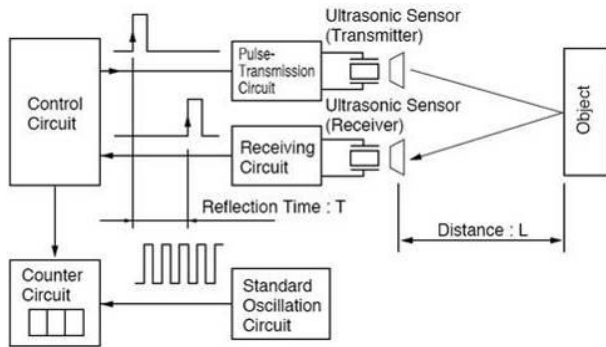 Ultrasonic Sensor
(Transmitter)
Pulse-
Transmission
Circuit
Control
Circuit
Ultrasonic Sensor
(Receiver)
Receiving
Circuit
Object
Reflection Time : T
Distance : L
Counter
Circuit
Standard
Oscillation
Circuit